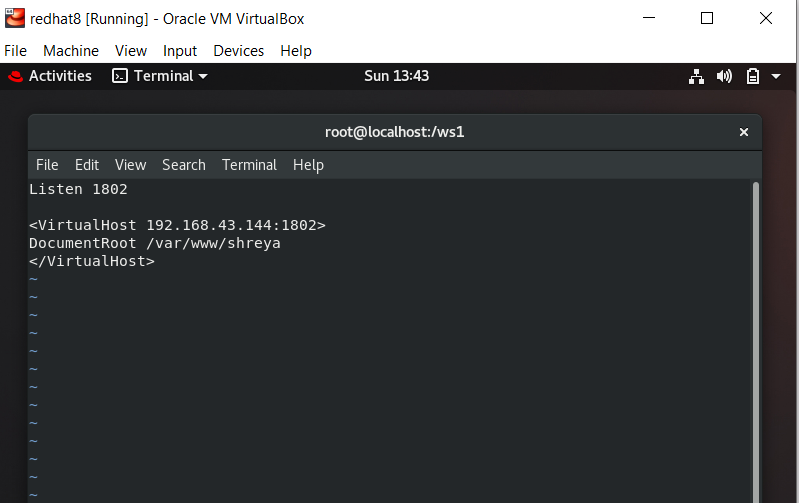 redhat8 [Running] - Oracle VM VirtualBox
File Machine View Input Devices Help
Activities Terminal Sun 13:43
root@localhost:/ws1
File Edit View Search Terminal Help
Listen 1802
<VirtualHost 192.168.43.144:1802>
DocumentRoot /var/www/shreya
</VirtualHost>
~
~
~
~
~
~
~
~
~
~
~
~
~